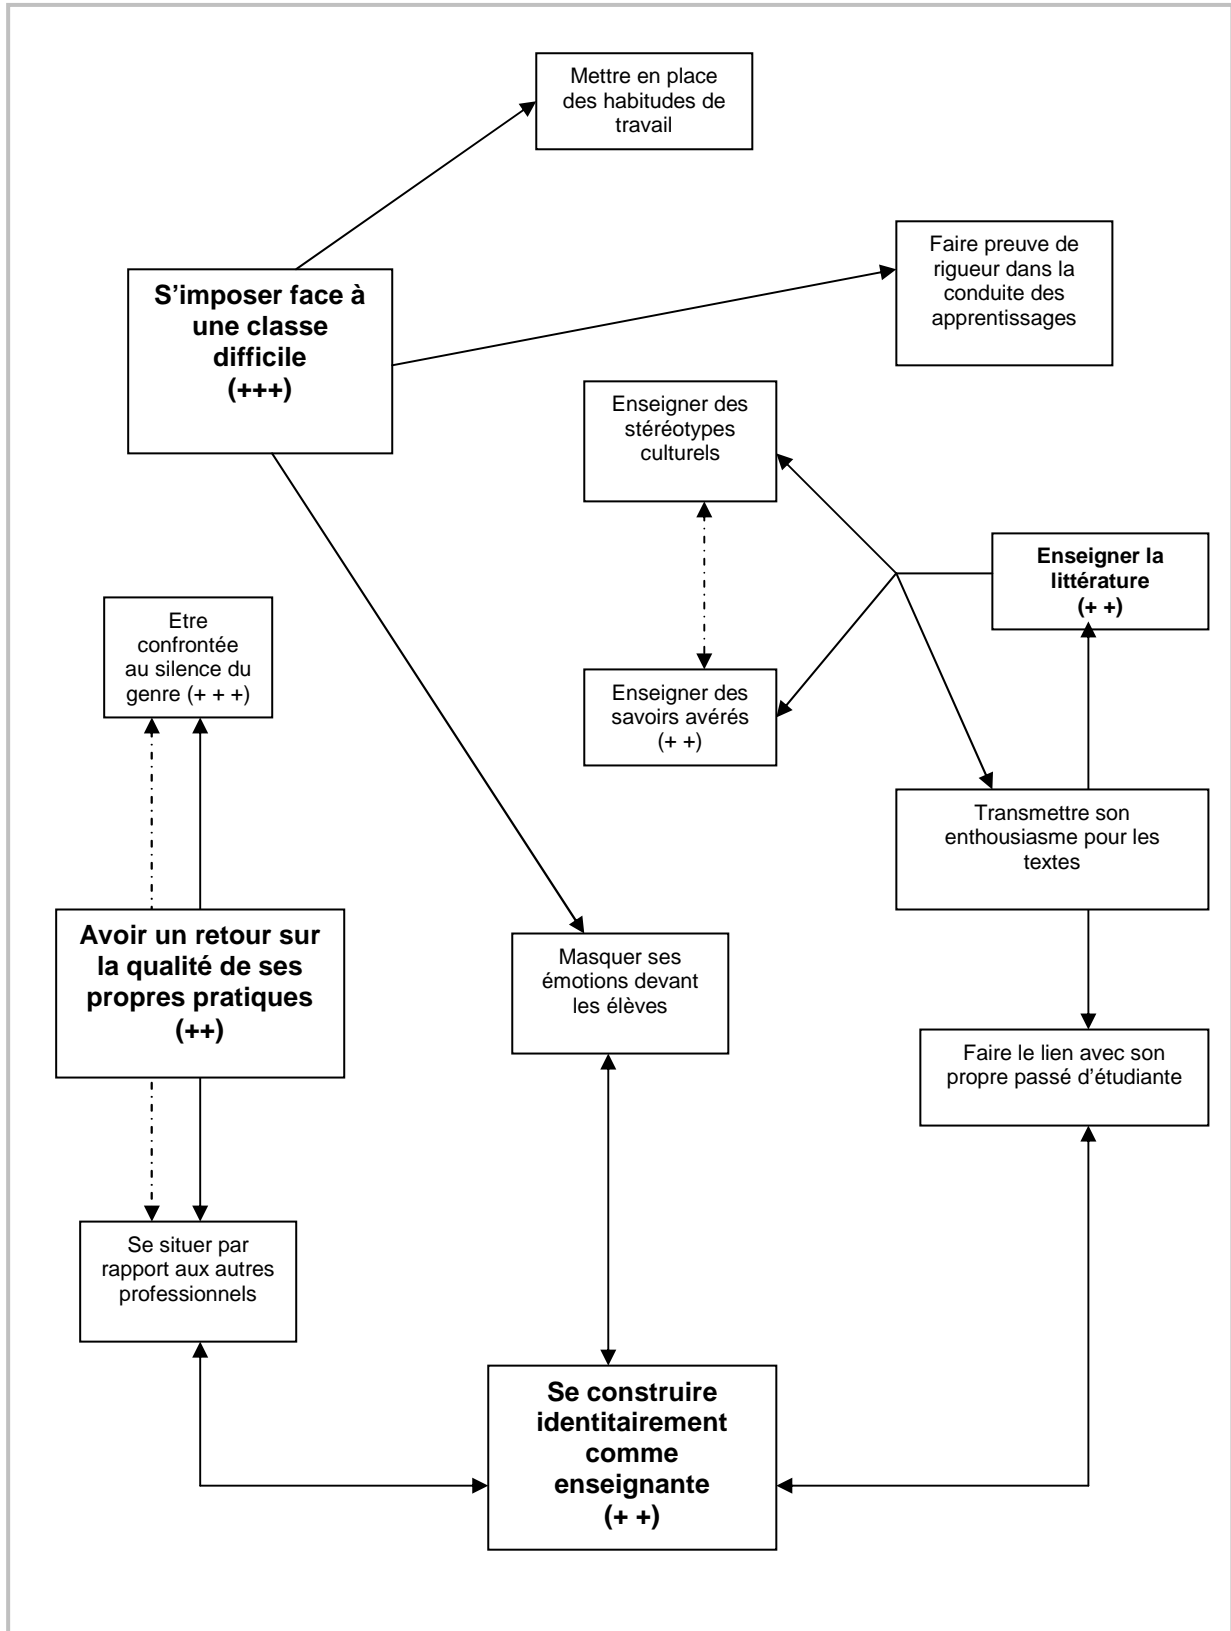 Mettre en place
des habitudes de
travail
Faire preuve de
rigueur dans la
conduite des
apprentissages
S’imposer face à
une classe
difficile
(+++)
Enseigner des
stéréotypes
culturels
Enseigner la
littérature
(+ +)
Etre
confrontée
au silence du
genre (+ + +)
Enseigner des
savoirs avérés
(+ +)
Transmettre son
enthousiasme pour les
textes
Avoir un retour sur
la qualité de ses
propres pratiques
(++)
Masquer ses
émotions devant
les élèves
Faire le lien avec son
propre passé d’étudiante
Se situer par
rapport aux autres
professionnels
Se construire
identitairement
comme
enseignante
(+ +)